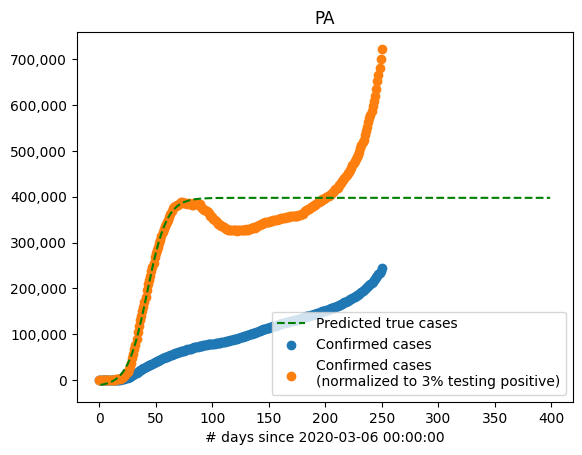 PA
700,000
600,000
500,000
400,000
300,000
200,000
100,000
0
Predicted true cases
Confirmed cases
Confirmed cases
(normalized to 3% testing positive)
0 50 100 150 200 250 300 350 400
# days since 2020-03-06 00:00:00